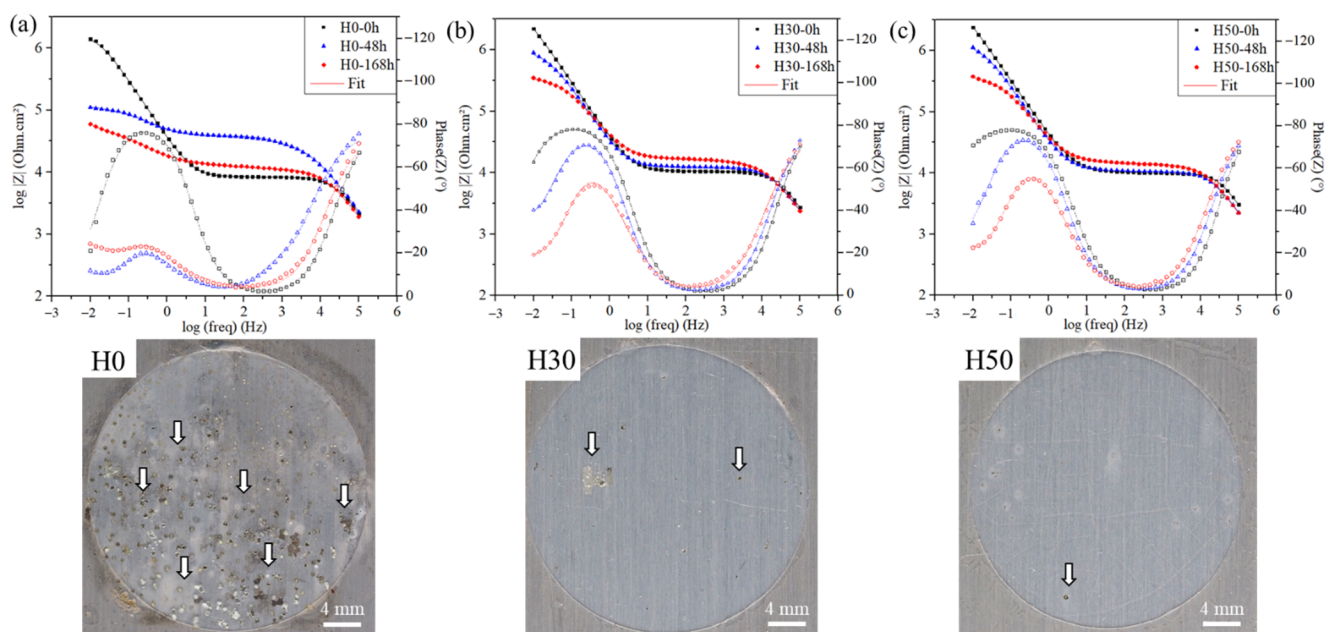 (a)
H0-0h
H0-48h
H0-168h
Fit
log |Z| (Ohm.cm²)
6
5
4
3
2
−120
−100
−80
−60
−40
−20
0
Phase(Z) (°)
−2 −1 0 1 2 3 4 5 6
log (freq) (Hz)
(b)
H30-0h
H30-48h
H30-168h
Fit
log |Z| (Ohm.cm²)
6
5
4
3
2
−120
−100
−80
−60
−40
−20
0
Phase(Z) (°)
−3 −2 −1 0 1 2 3 4 5 6
log (freq) (Hz)
(c)
H50-0h
H50-48h
H50-168h
Fit
log |Z| (Ohm.cm²)
6
5
4
3
2
−120
−100
−80
−60
−40
−20
0
Phase(Z) (°)
−3 −2 −1 0 1 2 3 4 5 6
log (freq) (Hz)
H0
4 mm
H30
4 mm
H50
4 mm